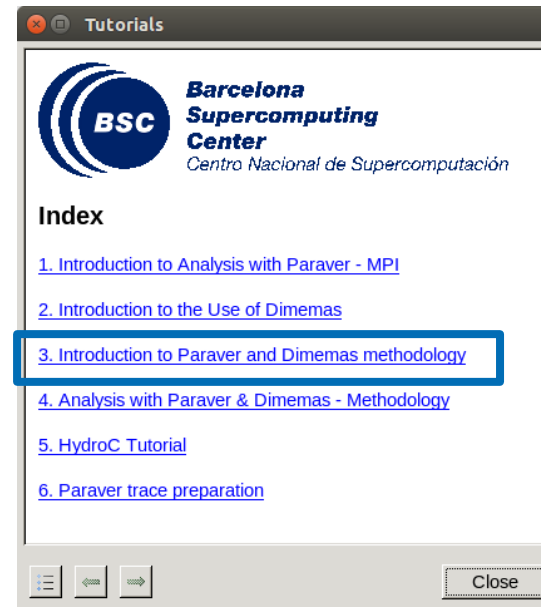 Tutorials
BSC
Barcelona
Supercomputing
Center
Centro Nacional de Supercomputación
Index
1. Introduction to Analysis with Paraver - MPI
2. Introduction to the Use of Dimemas
3. Introduction to Paraver and Dimemas methodology
4. Analysis with Paraver & Dimemas - Methodology
5. HydroC Tutorial
6. Paraver trace preparation
Close